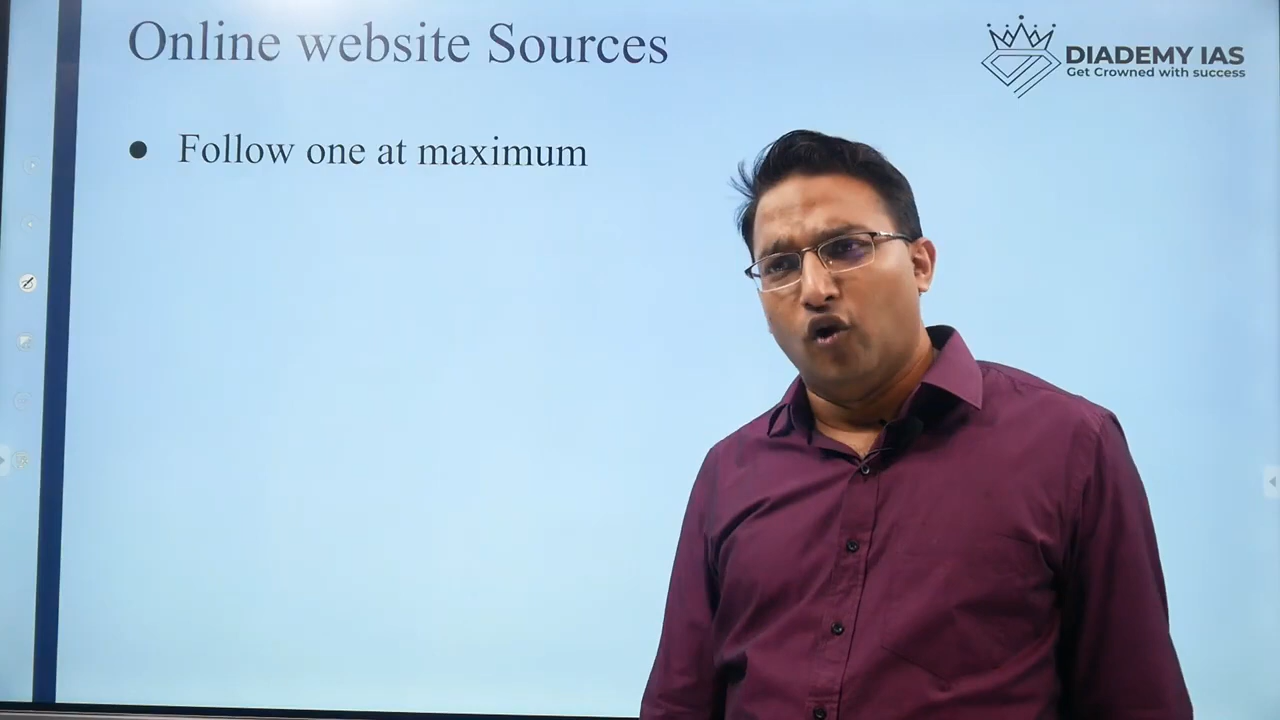 Online website Sources
DIADEMY IAS
Get Crowned with success
● Follow one at maximum